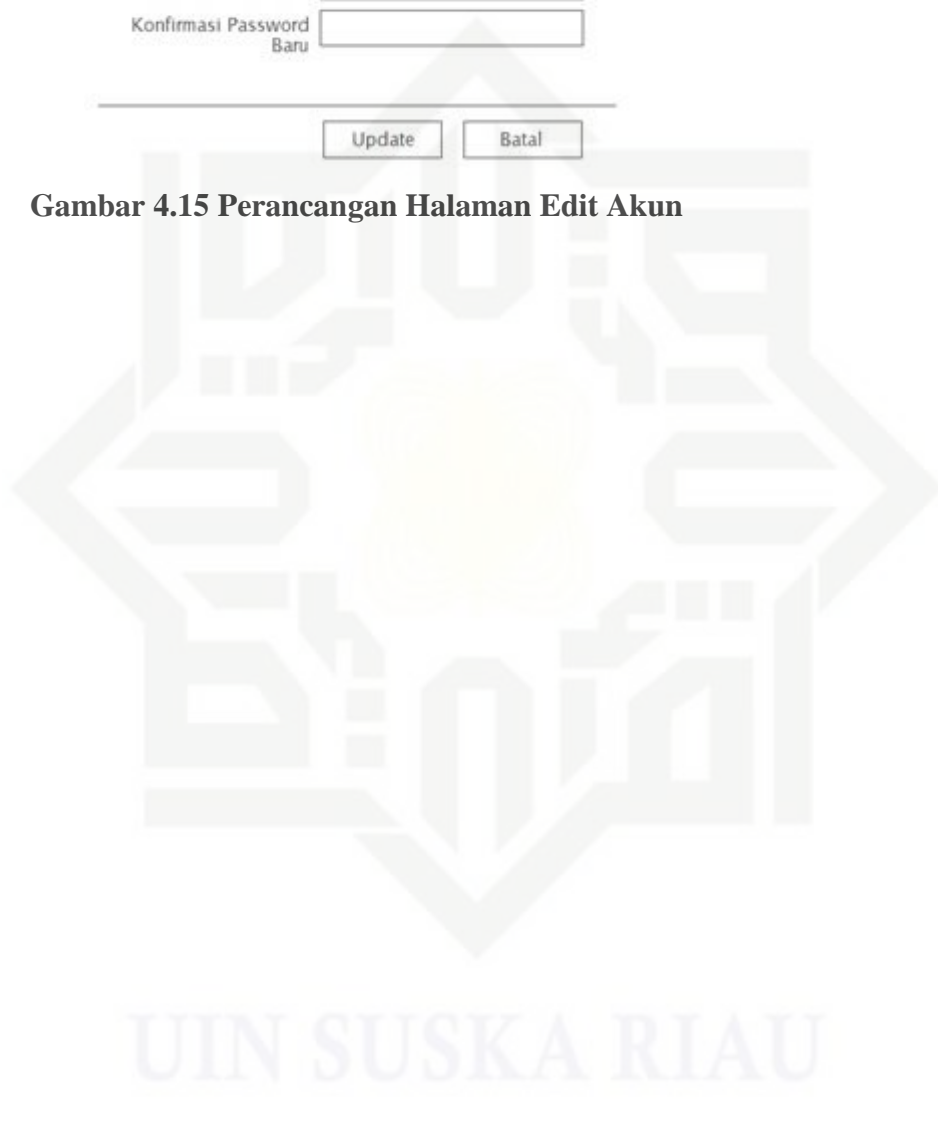 Konfirmasi Password
Baru
Update Batal
Gambar 4.15 Perancangan Halaman Edit Akun
UIN SUSKA RIAU